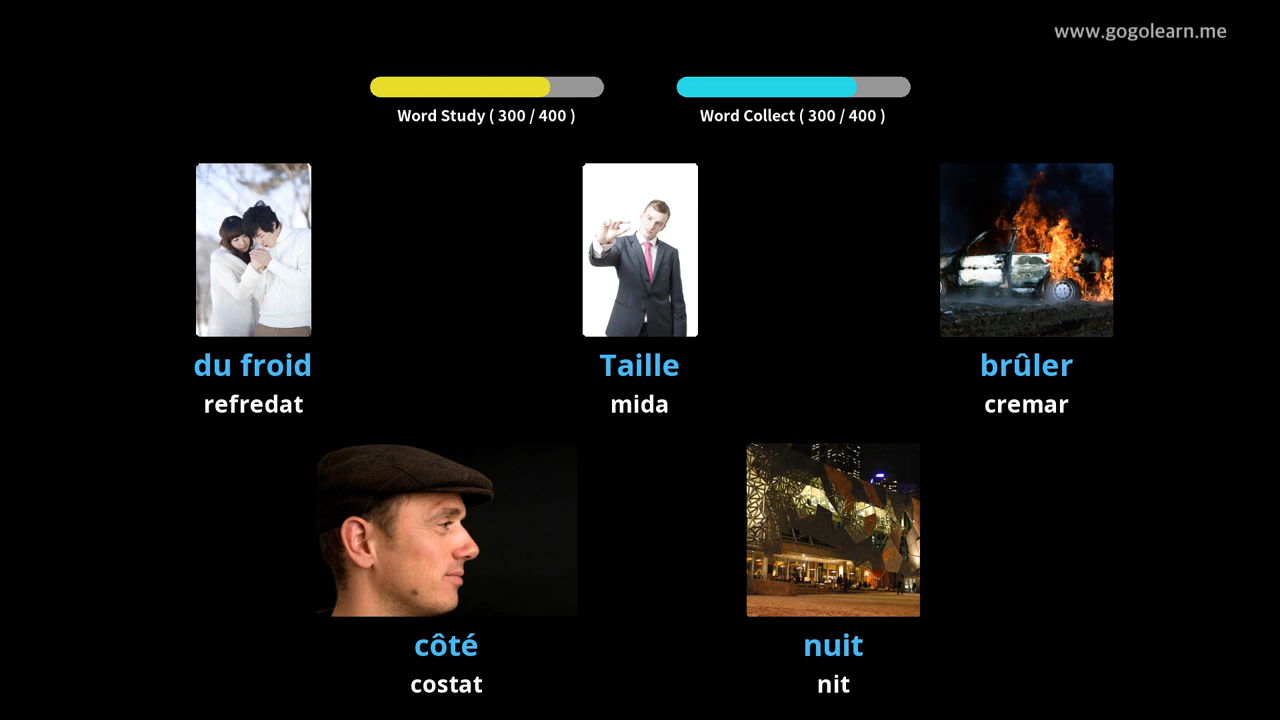 www.gogolearn.me
Word Study ( 300 / 400 )
Word Collect ( 300 / 400 )
du froid
refredat
Taille
mida
brûler
cremar
côté
costat
nuit
nit